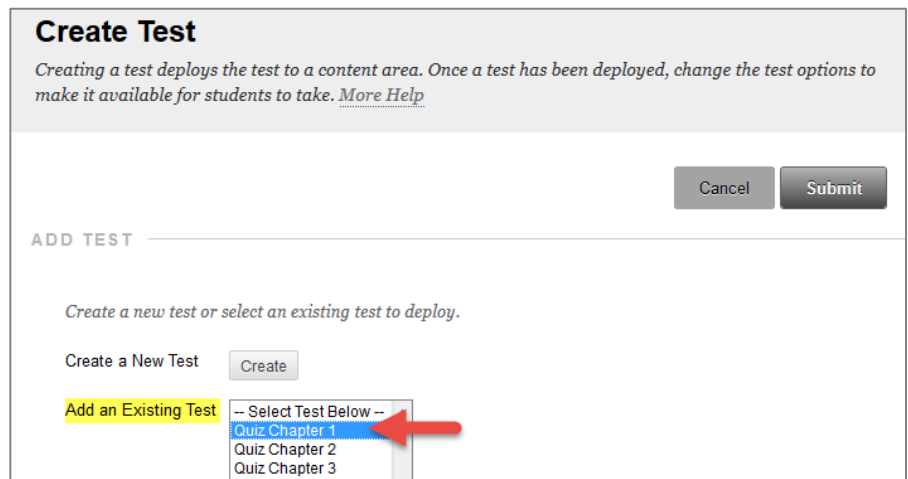 Create Test
Creating a test deploys the test to a content area. Once a test has been deployed, change the test options to
make it available for students to take. More Help
Cancel Submit
ADD TEST
Create a new test or select an existing test to deploy.
Create a New Test Create
Add an Existing Test -- Select Test Below --
Quiz Chapter 1
Quiz Chapter 2
Quiz Chapter 3